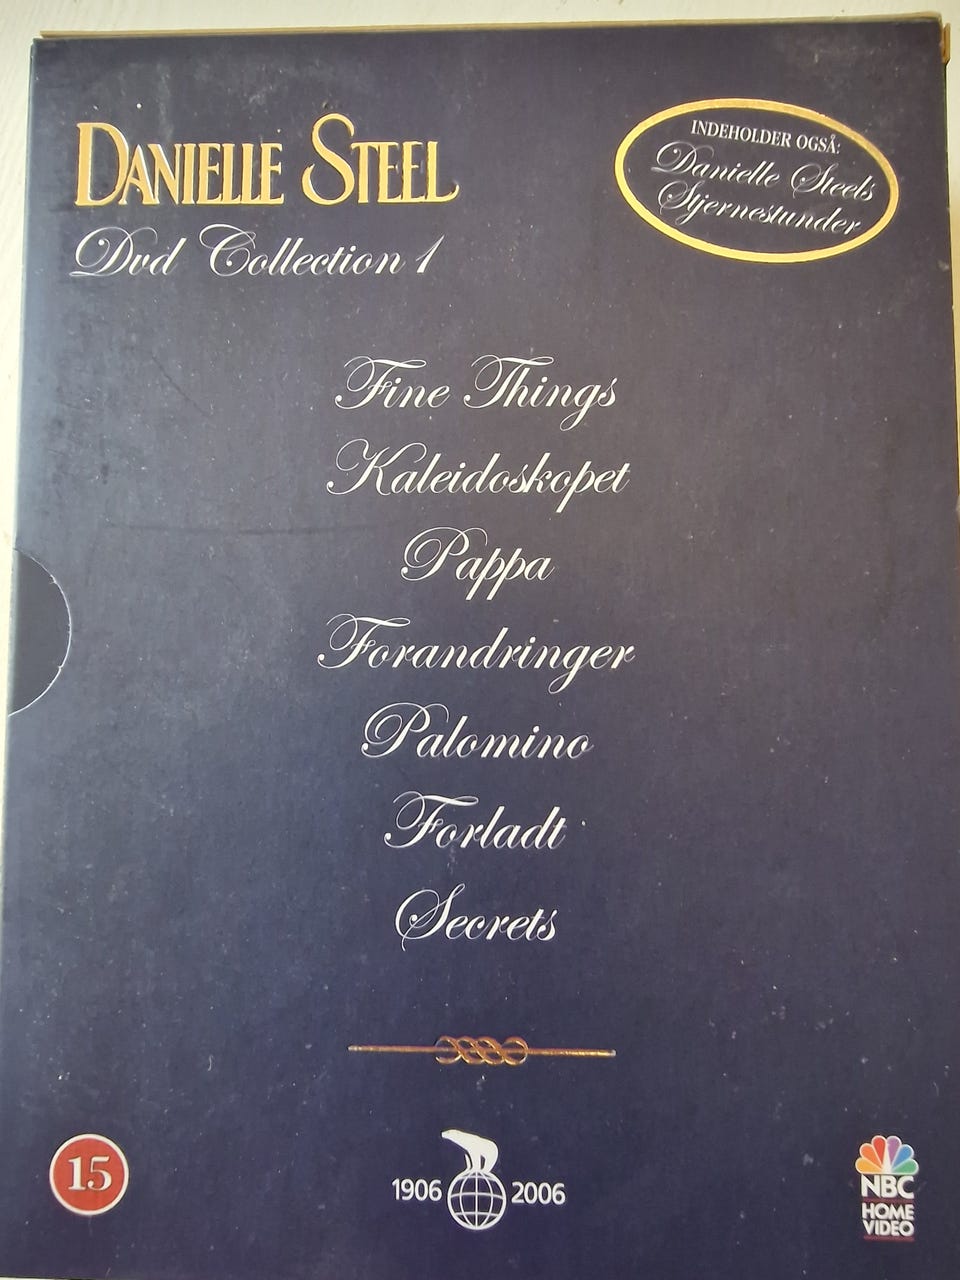 DANIELLE STEEL
Dvd Collection 1
INDEHOLDER OGSÅ:
Danielle Steels
Stjernestunder
Fine Things
Kaleidoskopet
Pappa
Forandringer
Palomino
Forladt
Secrets
15
1906 2006
NBC
HOME
VIDEO